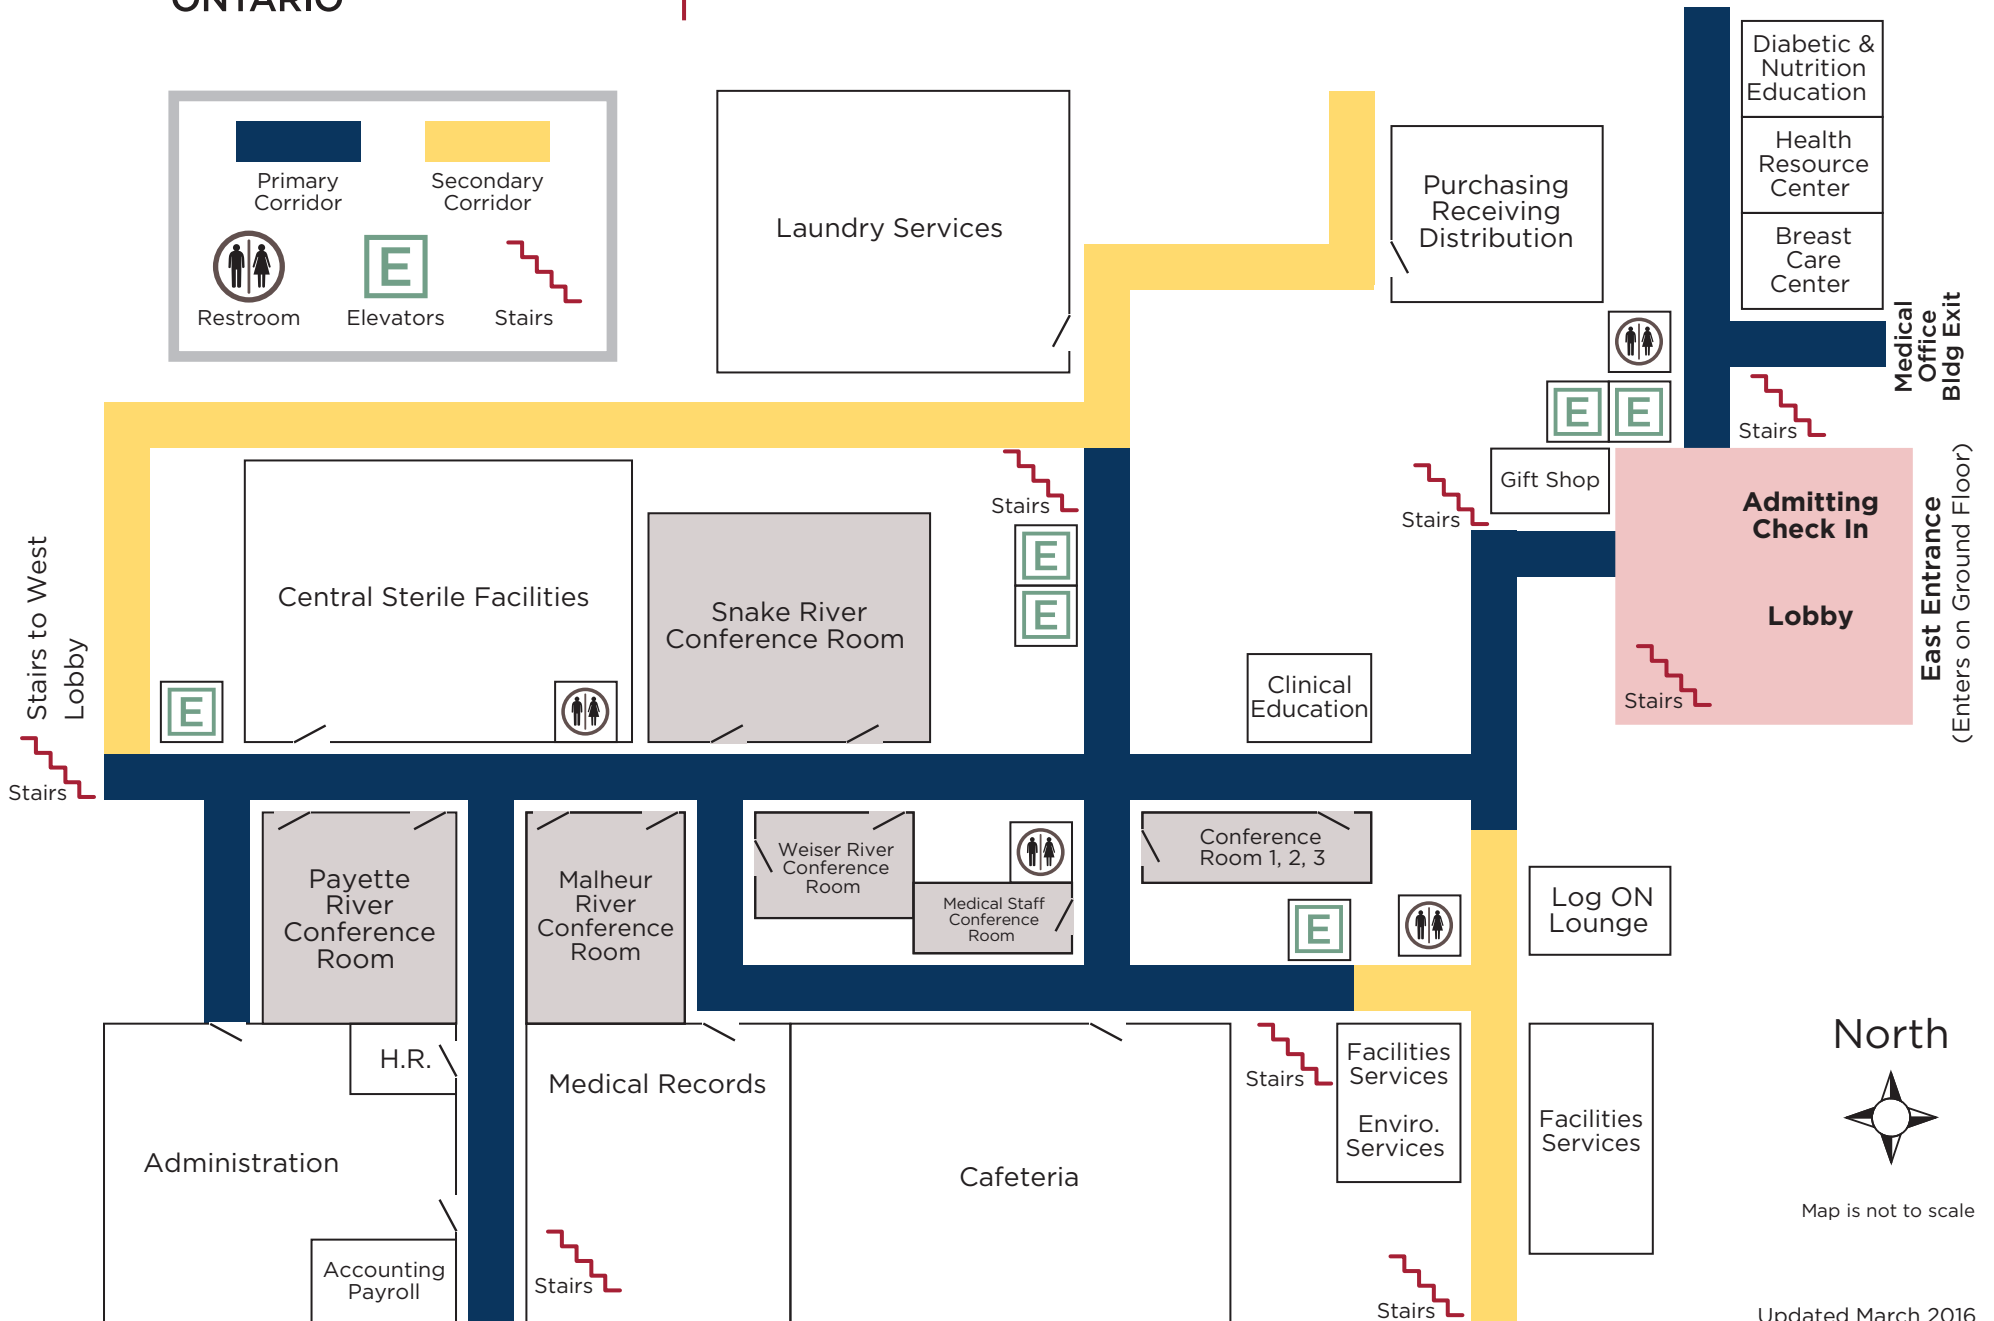 ONTARIO
Primary
Corridor
Secondary
Corridor
Restroom
E
Elevators
Stairs
Laundry Services
Purchasing
Receiving
Distribution
Diabetic &
Nutrition
Education
Health
Resource
Center
Breast
Care
Center
Medical
Office
Bldg Exit
E
E
Stairs
Gift Shop
Stairs
Admitting
Check In
Lobby
Stairs
East Entrance
(Enters on Ground Floor)
Stairs
E
E
Central Sterile Facilities
Snake River
Conference Room
Stairs to West
Lobby
E
Stairs
Clinical
Education
Payette
River
Conference
Room
Malheur
River
Conference
Room
Weiser River
Conference
Room
Medical Staff
Conference
Room
Conference
Room 1, 2, 3
E
Log ON
Lounge
H.R.
Administration
Accounting
Payroll
Medical Records
Stairs
Cafeteria
Stairs
Facilities
Services
Enviro.
Services
Facilities
Services
Stairs
North
Map is not to scale
Updated March 2016